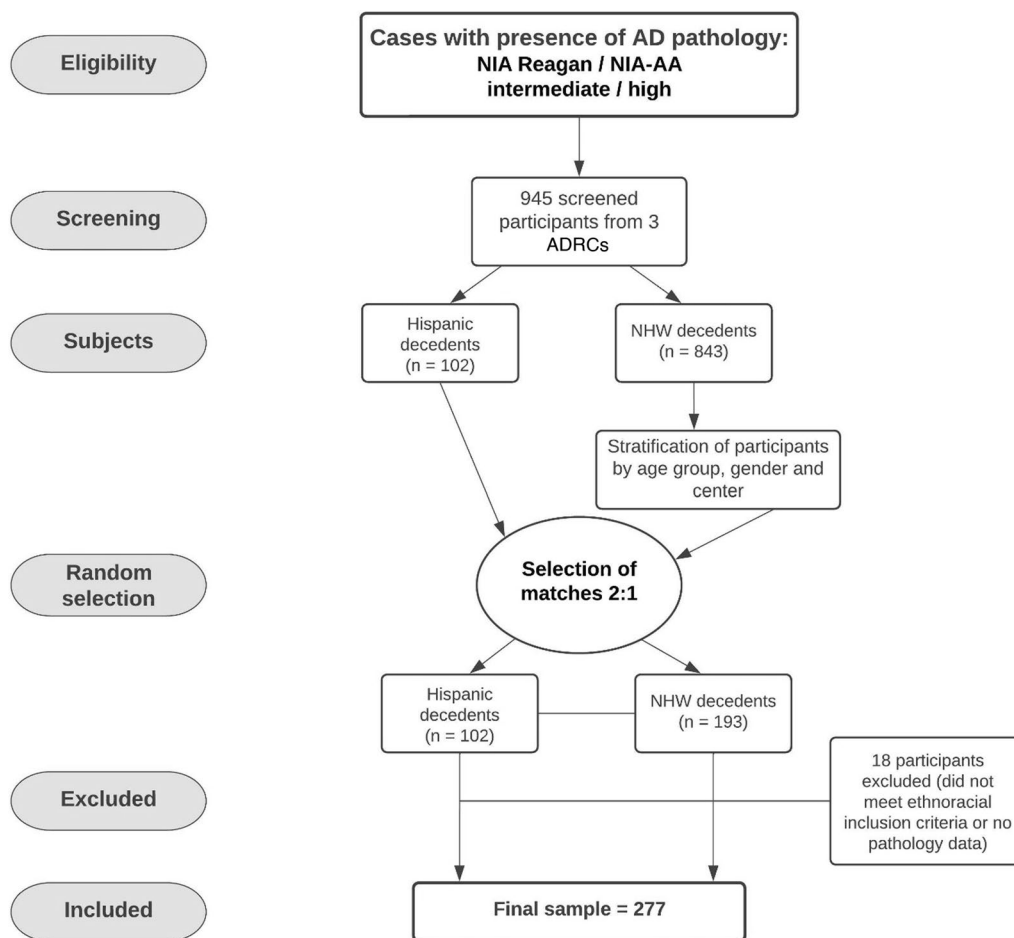 Eligibility
Cases with presence of AD pathology:
NIA Reagan / NIA-AA
intermediate / high
Screening
945 screened
participants from 3
ADRCs
Subjects
Hispanic
decedents
(n = 102)
NHW decedents
(n = 843)
Stratification of participants
by age group, gender and
center
Random
selection
Selection of
matches 2:1
Hispanic
decedents
(n = 102)
NHW decedents
(n = 193)
Excluded
18 participants
excluded (did not
meet ethnoracial
inclusion criteria or no
pathology data)
Included
Final sample = 277